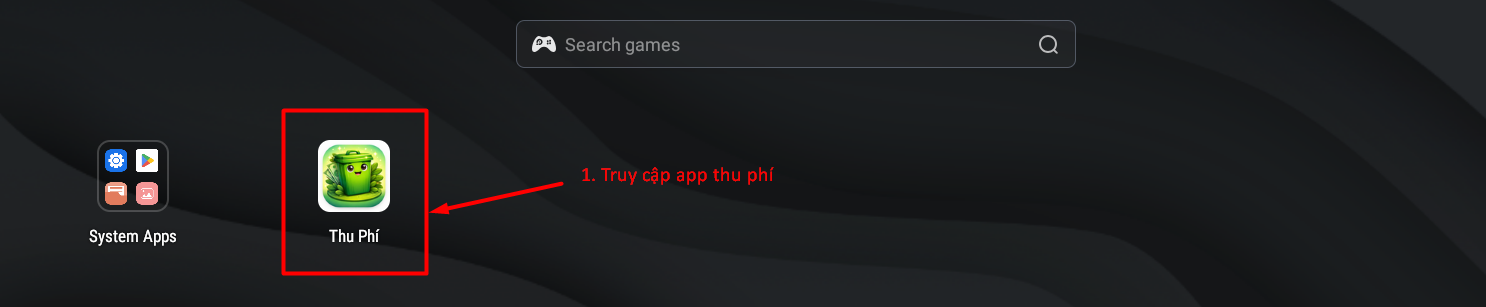 Search games
1. Truy cập app thu phí
System Apps
Thu Phí